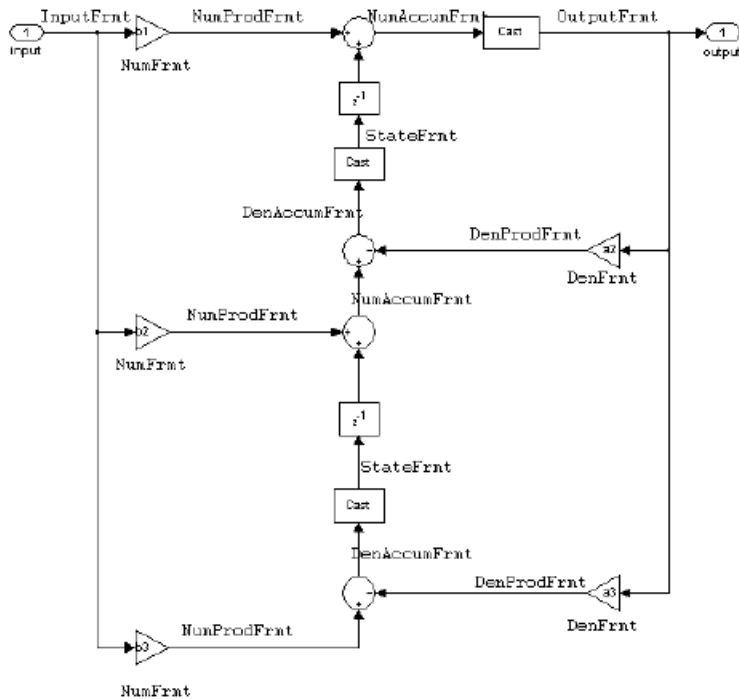 InputFrmt NumProdFrmt NumAccumFrmt OutputFrmt
1 b1 Cast 1
input output
NumFrmt
z-1
StateFrmt
Cast
DenAccumFrmt
DenProdFrmt
a2
DenFrmt
NumAccumFrmt
NumProdFrmt
b2
NumFrmt
z-1
StateFrmt
Cast
DenAccumFrmt
DenProdFrmt
a3
DenFrmt
NumProdFrmt
b3
NumFrmt